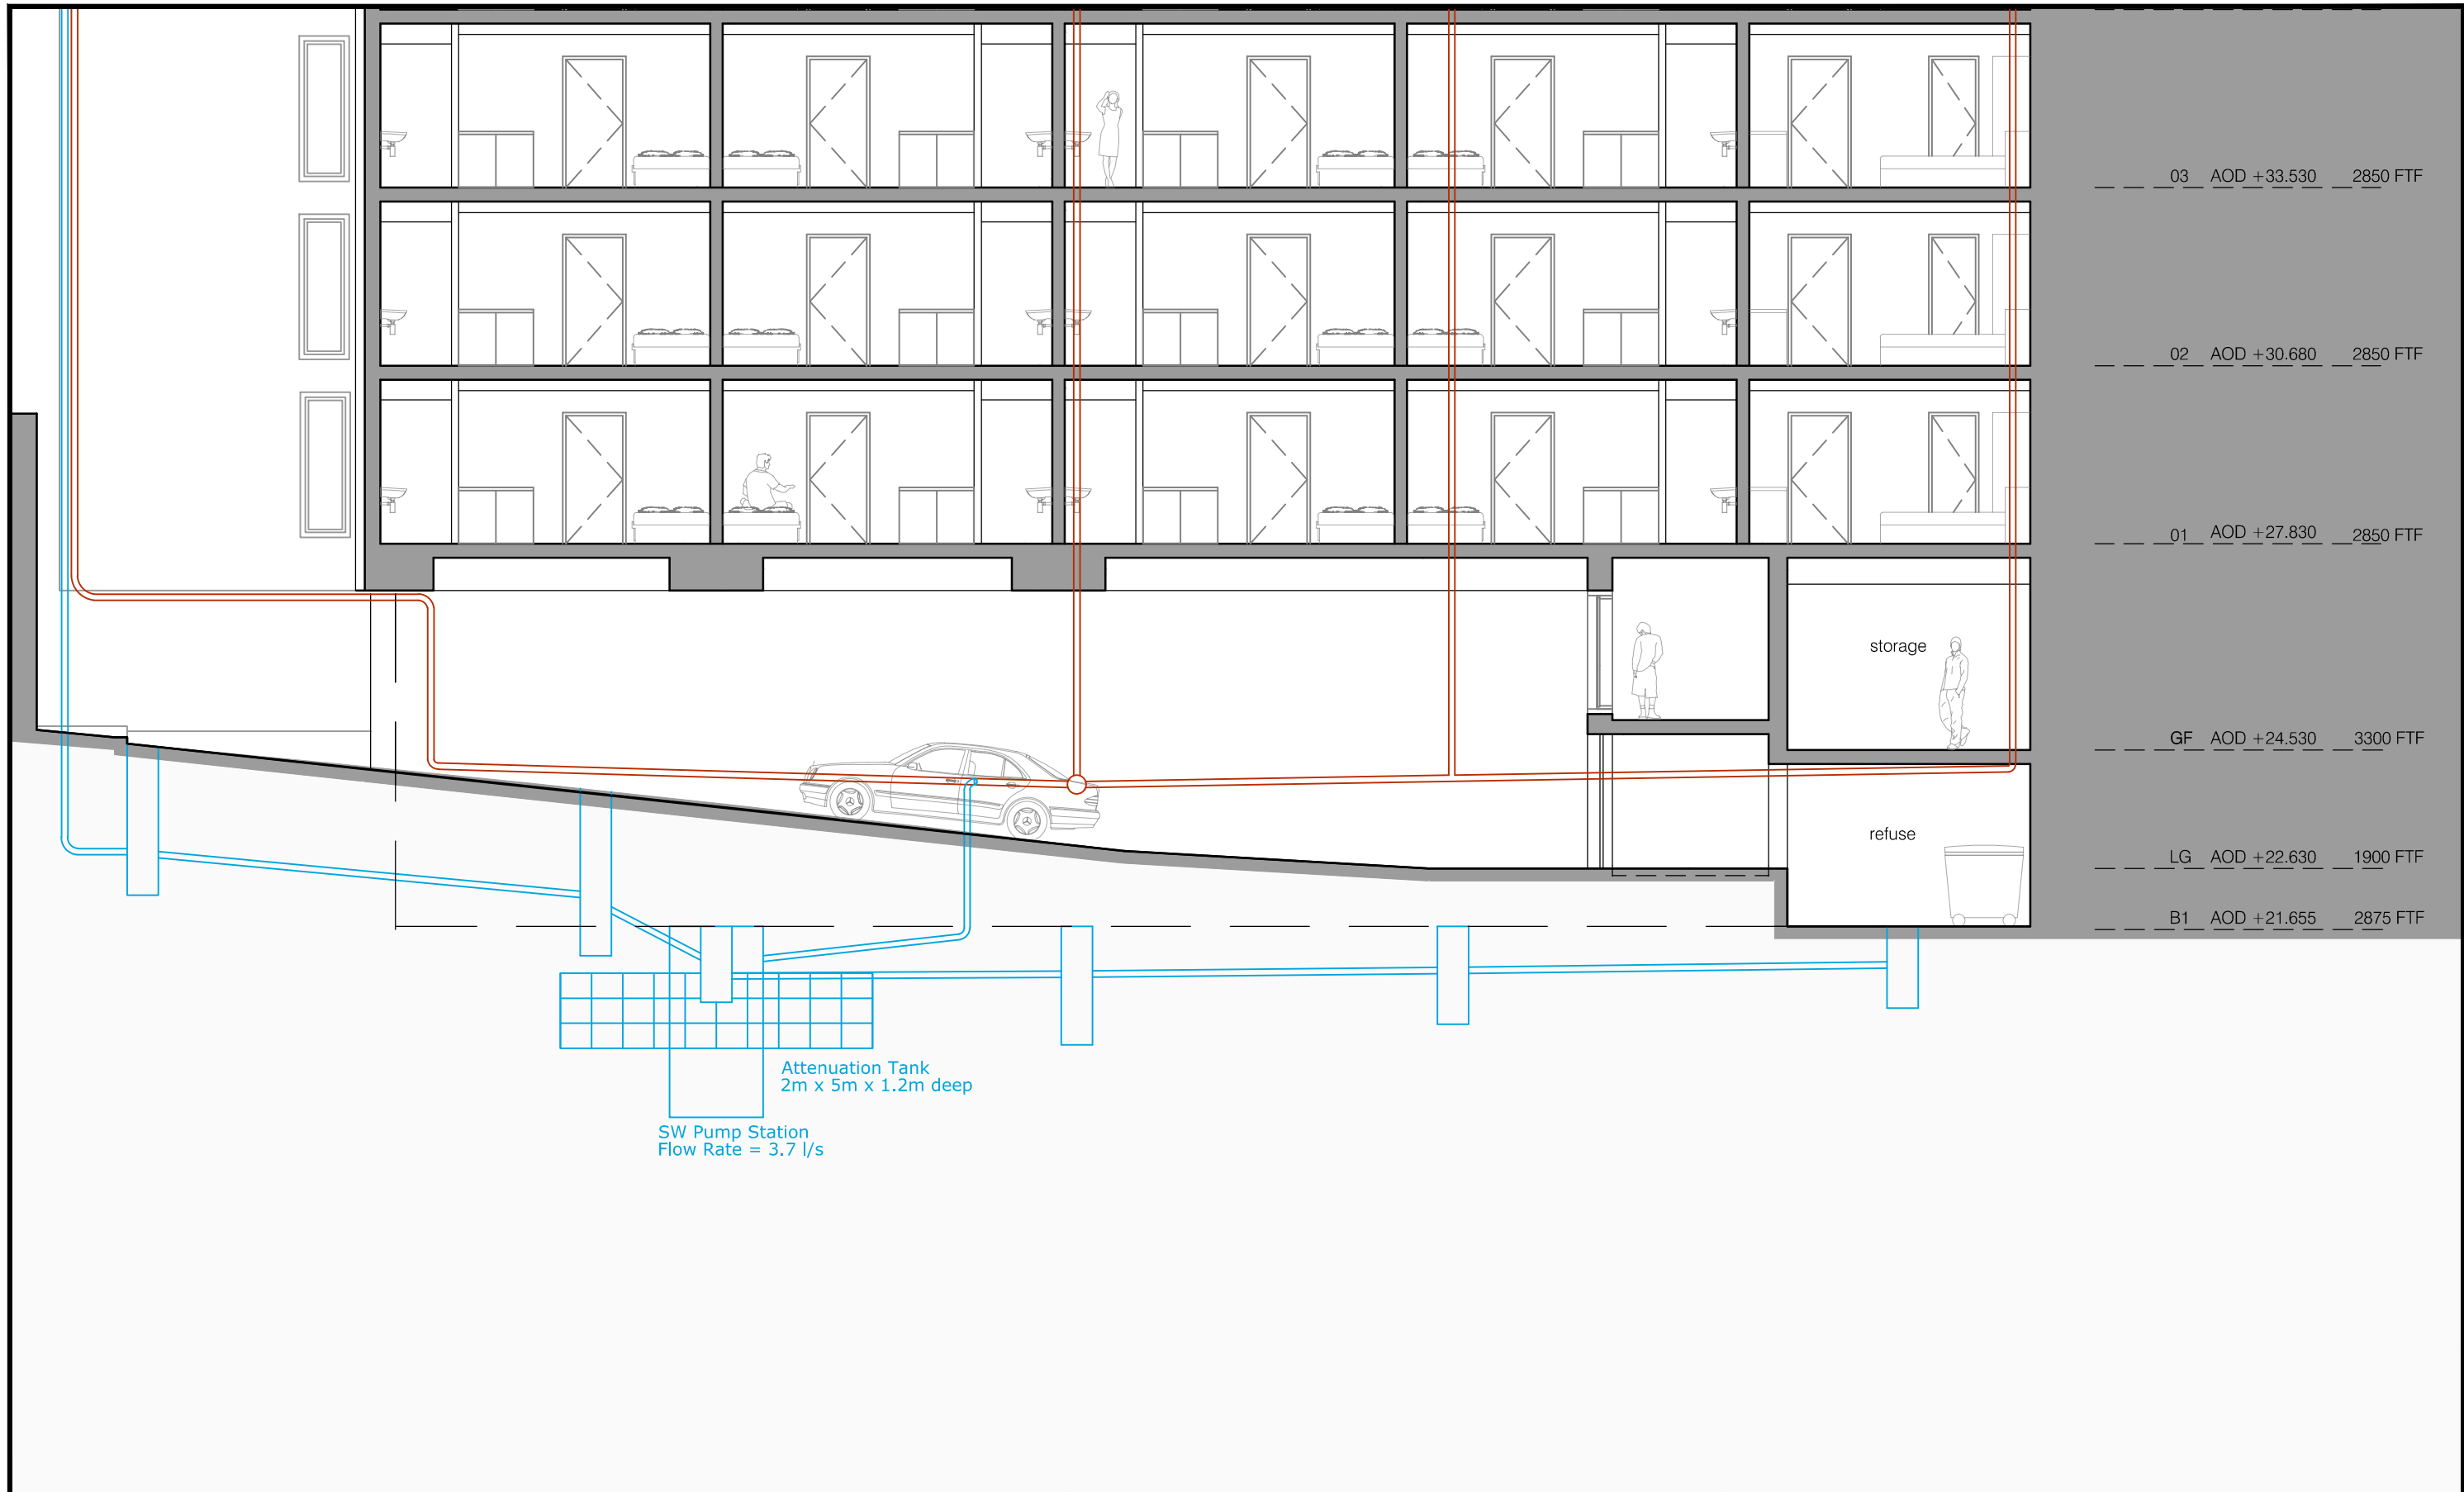 03 AOD +33.530 2850 FTF
02 AOD +30.680 2850 FTF
01 AOD +27.830 2850 FTF
storage
GF AOD +24.530 3300 FTF
refuse
LG AOD +22.630 1900 FTF
B1 AOD +21.655 2875 FTF
Attenuation Tank
2m x 5m x 1.2m deep
SW Pump Station
Flow Rate = 3.7 l/s